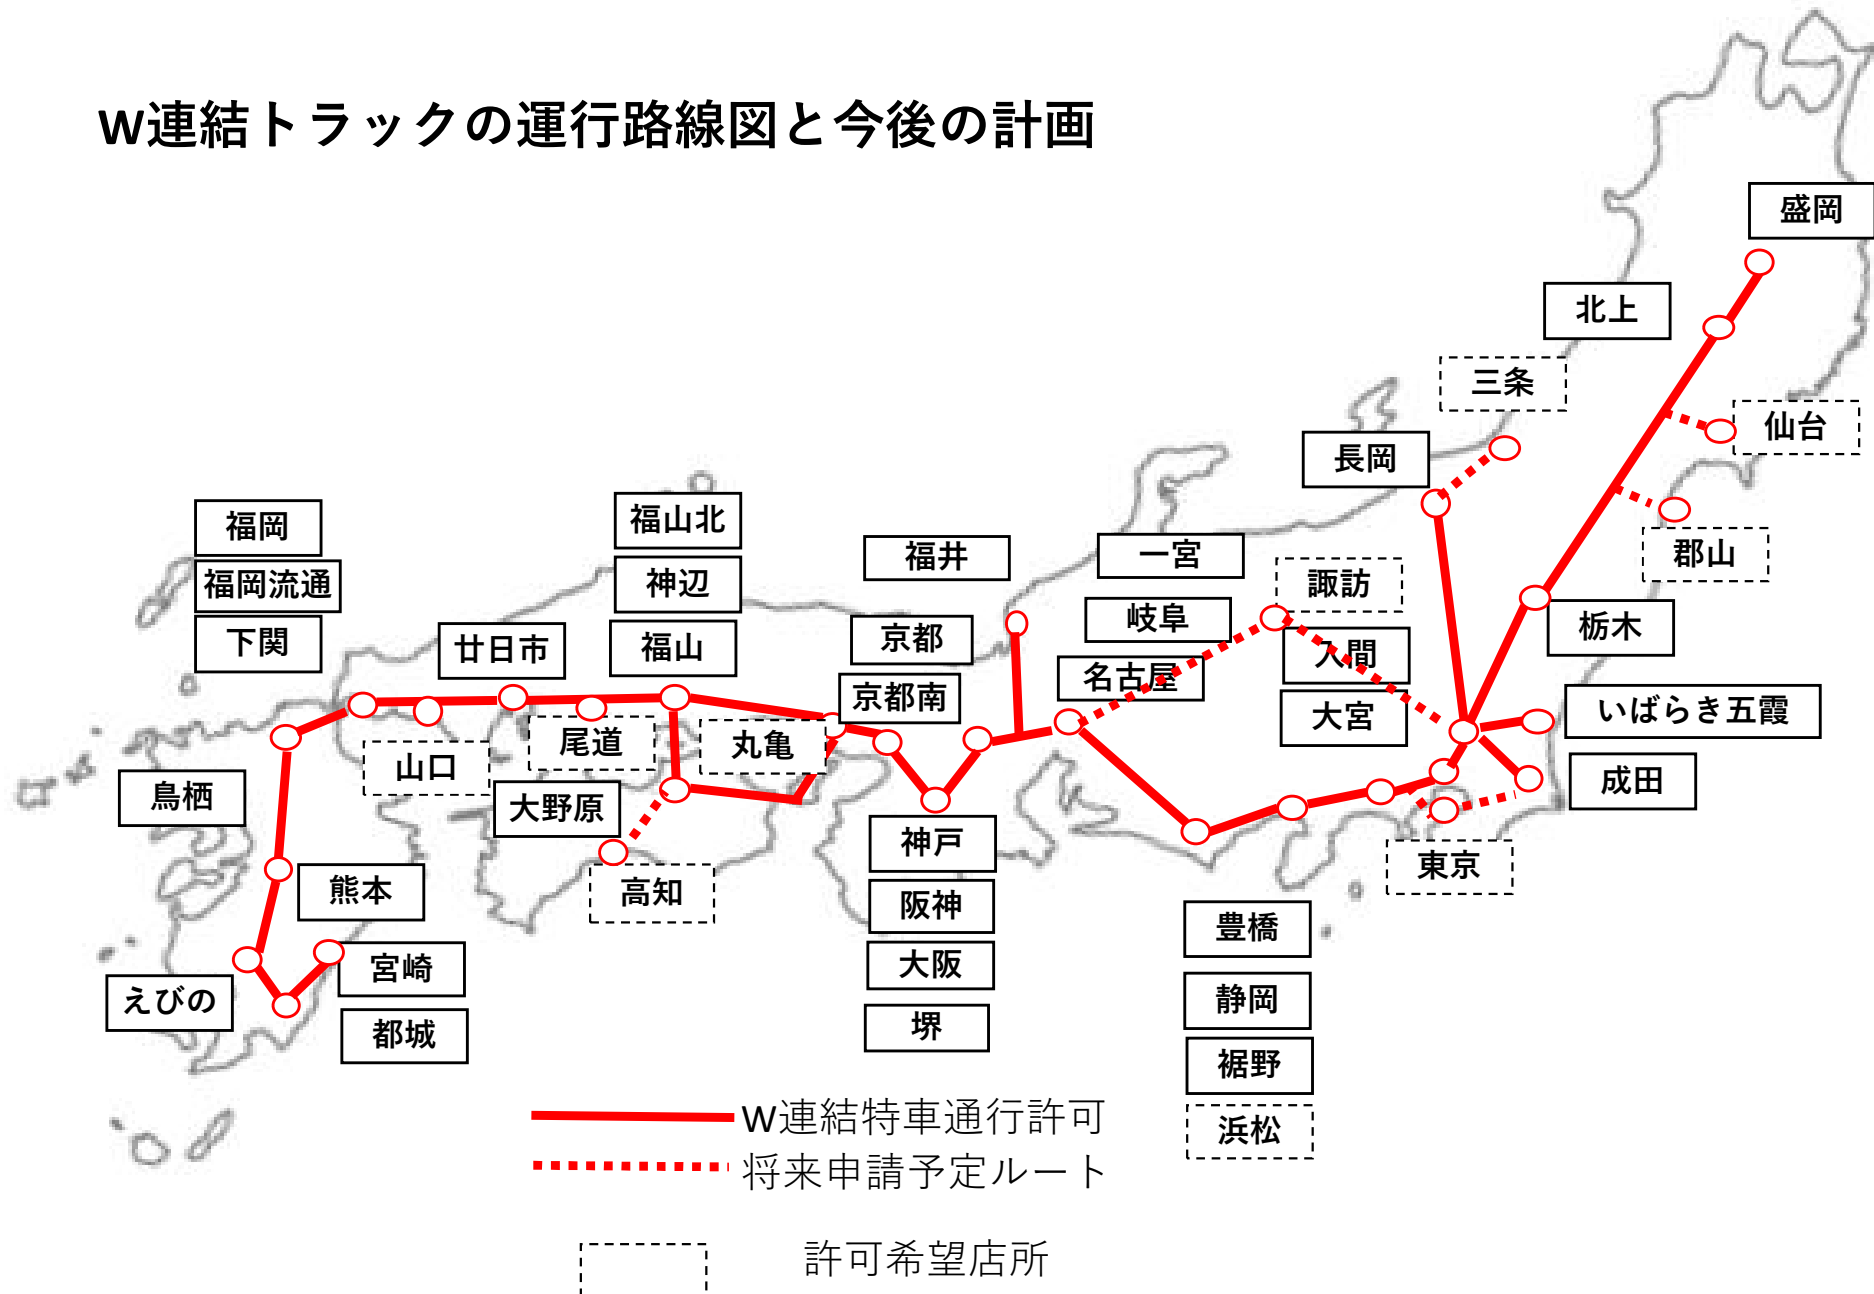 W連結トラックの運行路線図と今後の計画
盛岡
北上
三条
仙台
長岡
郡山
福岡
福岡流通
下関
福山北
神辺
福山
廿日市
福井
京都
京都南
一宮
岐阜
名古屋
諏訪
入間
大宮
栃木
いばらき五霞
成田
尾道
丸亀
山口
鳥栖
大野原
高知
熊本
宮崎
えびの
都城
神戸
阪神
大阪
堺
東京
豊橋
静岡
裾野
浜松
W連結特車通行許可
将来申請予定ルート
許可希望店所